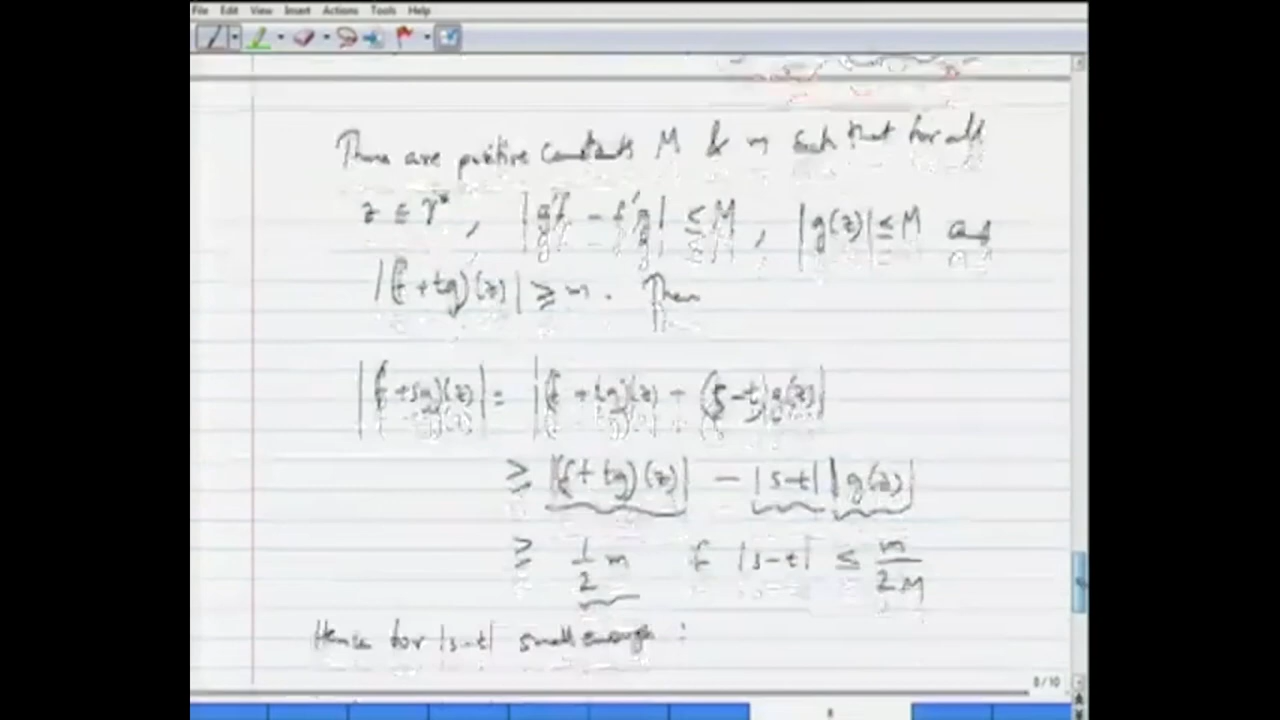 File Edit View Insert Actions Tools Help
There are positive constants M & m such that for all
z ∈ γ*, |g'f - f'g| ≤ M, |g(z)| ≤ M and
|(f + tg)(z)| ≥ m. Then
|(f + sg)(z)| = |(f + tg)(z) + (s-t)g(z)|
≥ |(f + tg)(z)| - |s-t| |g(z)|
≥ 1/2 m if |s-t| ≤ m/2M
Hence for |s-t| small enough :
8/10
8